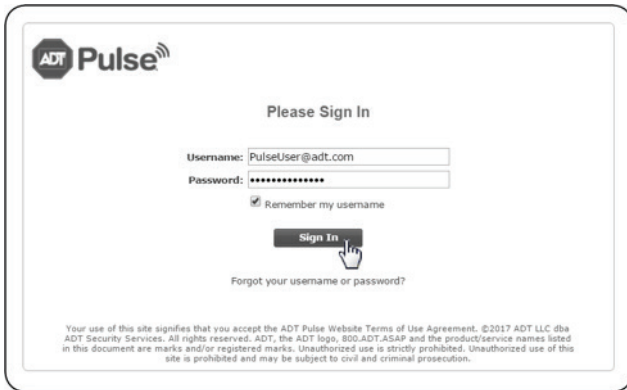 ADT Pulse
Please Sign In
Username: PulseUser@adt.com
Password: ••••••••••••••
Remember my username
Sign In
Forgot your username or password?
Your use of this site signifies that you accept the ADT Pulse Website Terms of Use Agreement. ©2017 ADT LLC dba
ADT Security Services. All rights reserved. ADT, the ADT logo, 800.ADT.ASAP and the product/service names listed
in this document are marks and/or registered marks. Unauthorized use is strictly prohibited. Unauthorized use of this
site is prohibited and may be subject to civil and criminal prosecution.